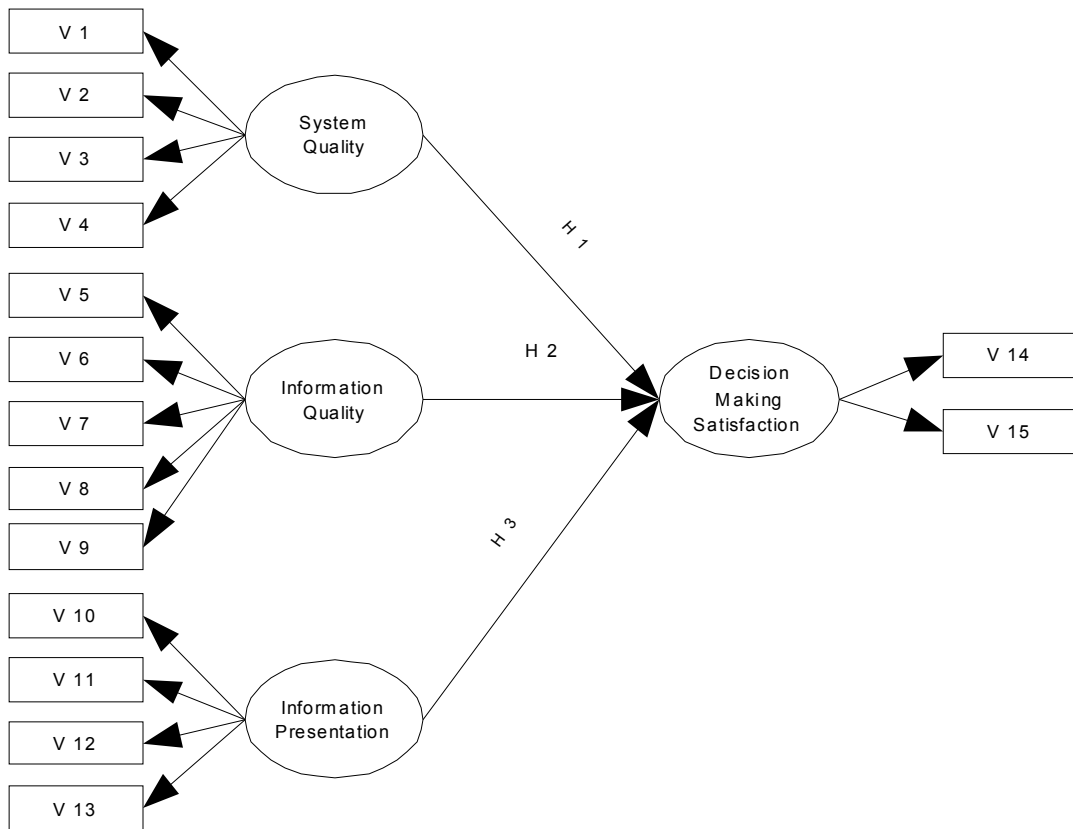 V 1
V 2
V 3
V 4
V 5
V 6
V 7
V 8
V 9
V 10
V 11
V 12
V 13
System
Quality
Information
Quality
Information
Presentation
H 1
H 2
H 3
Decision
Making
Satisfaction
V 14
V 15